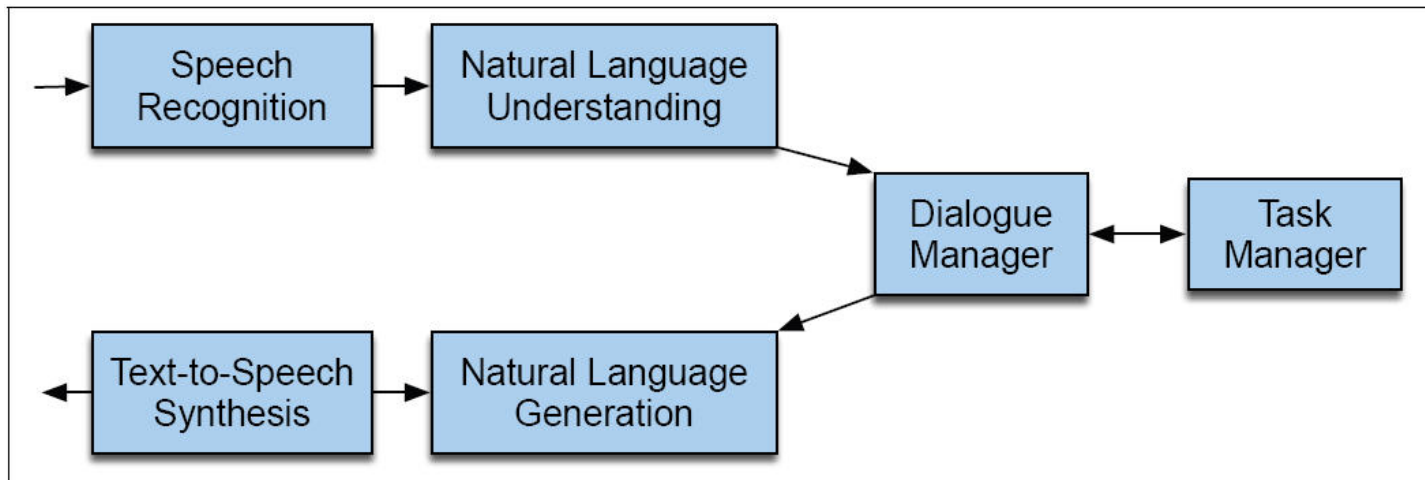 Speech
Recognition
Natural Language
Understanding
Dialogue
Manager
Task
Manager
Text-to-Speech
Synthesis
Natural Language
Generation